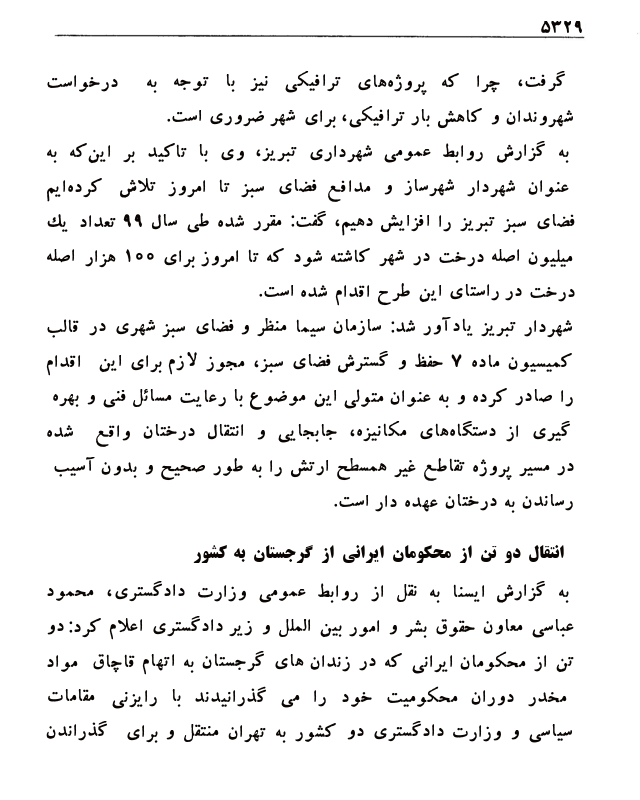 ۵۳۲۹
گرفت، چرا که پروژه‌های ترافیکی نیز با توجه به درخواست
شهروندان و کاهش بار ترافیکی، برای شهر ضروری است.
به گزارش روابط عمومی شهرداری تبریز، وی با تاکید بر این‌که به
عنوان شهردار شهرساز و مدافع فضای سبز تا امروز تلاش کرده‌ایم
فضای سبز تبریز را افزایش دهیم، گفت: مقرر شده طی سال ۹۹ تعداد یك
میلیون اصله درخت در شهر کاشته شود که تا امروز برای ۱۰۰ هزار اصله
درخت در راستای این طرح اقدام شده است.
شهردار تبریز یادآور شد: سازمان سیما منظر و فضای سبز شهری در قالب
کمیسیون ماده ۷ حفظ و گسترش فضای سبز، مجوز لازم برای این اقدام
را صادر کرده و به عنوان متولی این موضوع با رعایت مسائل فنی و بهره
گیری از دستگاه‌های مکانیزه، جابجایی و انتقال درختان واقع شده
در مسیر پروژه تقاطع غیر همسطح ارتش را به طور صحیح و بدون آسیب
رساندن به درختان عهده دار است.
انتقال دو تن از محکومان ایرانی از گرجستان به کشور
به گزارش ایسنا به نقل از روابط عمومی وزارت دادگستری، محمود
عباسی معاون حقوق بشر و امور بین الملل و زیر دادگستری اعلام کرد: دو
تن از محکومان ایرانی که در زندان های گرجستان به اتهام قاچاق مواد
مخدر دوران محکومیت خود را می گذرانیدند با رایزنی مقامات
سیاسی و وزارت دادگستری دو کشور به تهران منتقل و برای گذراندن